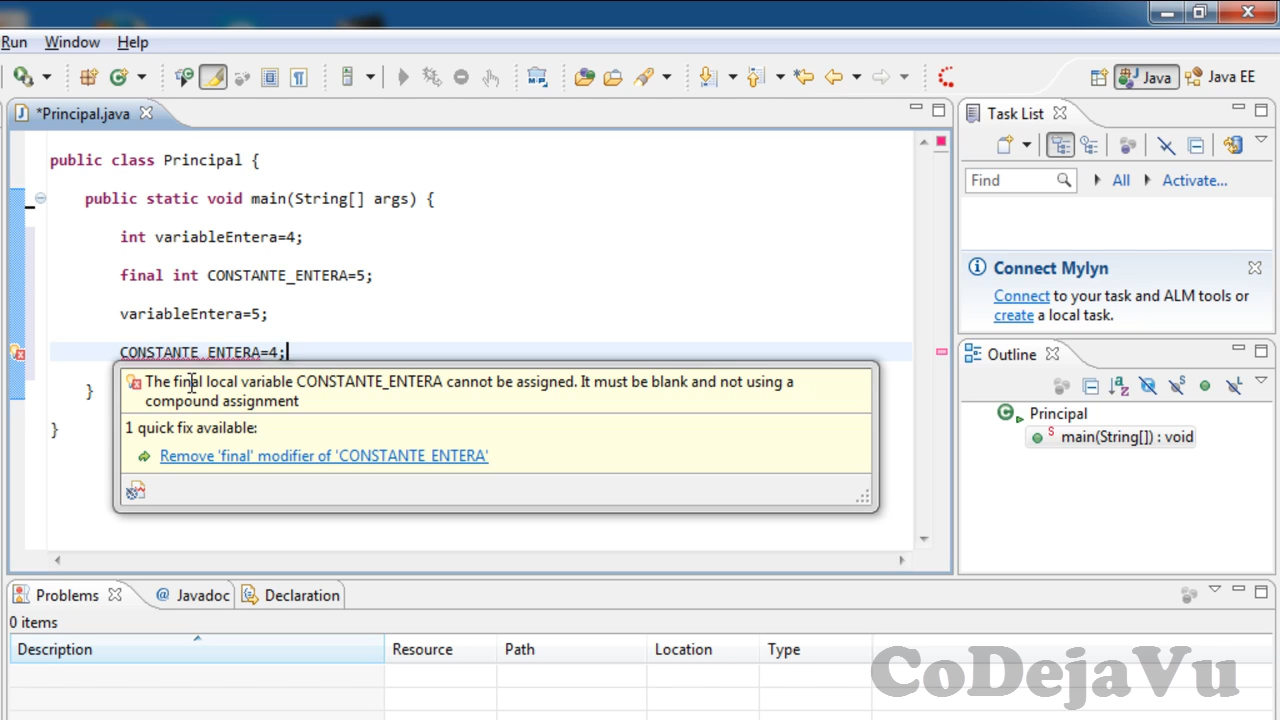 Run Window Help
Java Java EE
*Principal.java
public class Principal {
public static void main(String[] args) {
int variableEntera=4;
final int CONSTANTE_ENTERA=5;
variableEntera=5;
CONSTANTE_ENTERA=4;
}
}
The final local variable CONSTANTE_ENTERA cannot be assigned. It must be blank and not using a
compound assignment
1 quick fix available:
Remove 'final' modifier of 'CONSTANTE_ENTERA'
Task List
Find All Activate...
Connect Mylyn
Connect to your task and ALM tools or
create a local task.
Outline
Principal
main(String[]) : void
Problems @ Javadoc Declaration
0 items
Description Resource Path Location Type
CoDejaVu